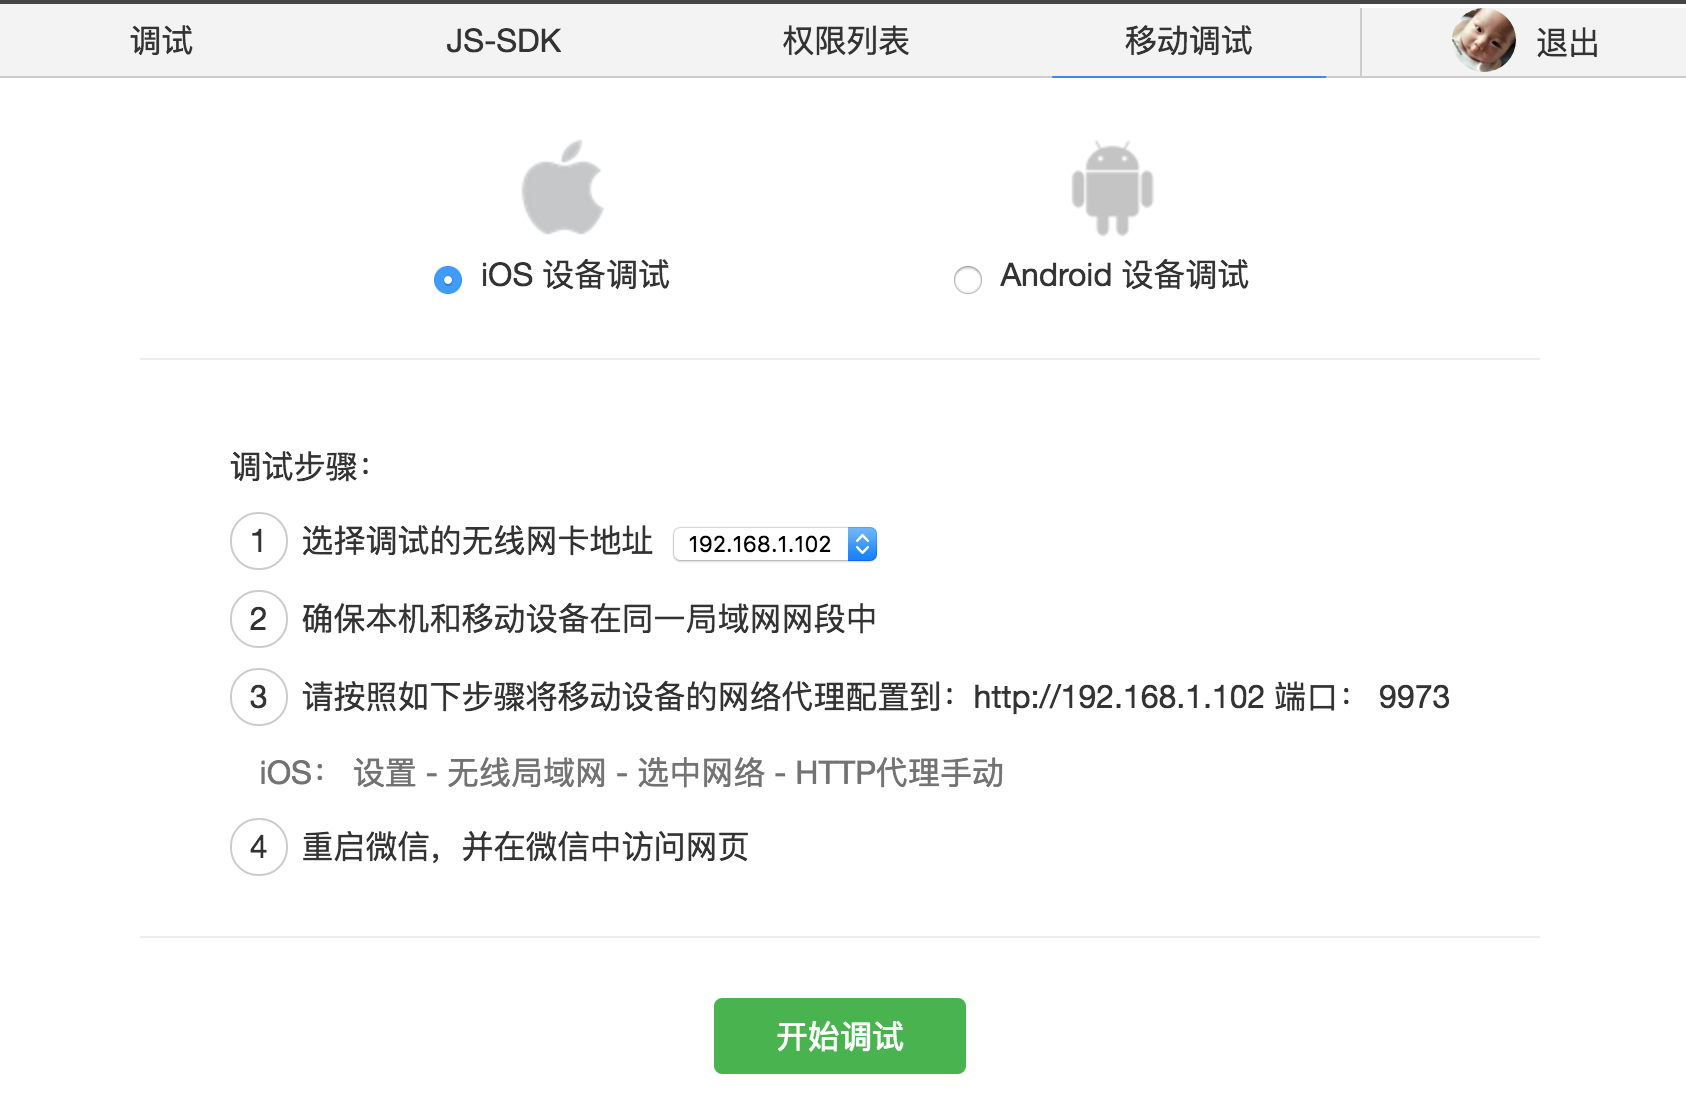 调试 JS-SDK 权限列表 移动调试 退出
iOS 设备调试 Android 设备调试
调试步骤：
1 选择调试的无线网卡地址 192.168.1.102
2 确保本机和移动设备在同一局域网网段中
3 请按照如下步骤将移动设备的网络代理配置到：http://192.168.1.102 端口： 9973
iOS： 设置 - 无线局域网 - 选中网络 - HTTP代理手动
4 重启微信，并在微信中访问网页
开始调试